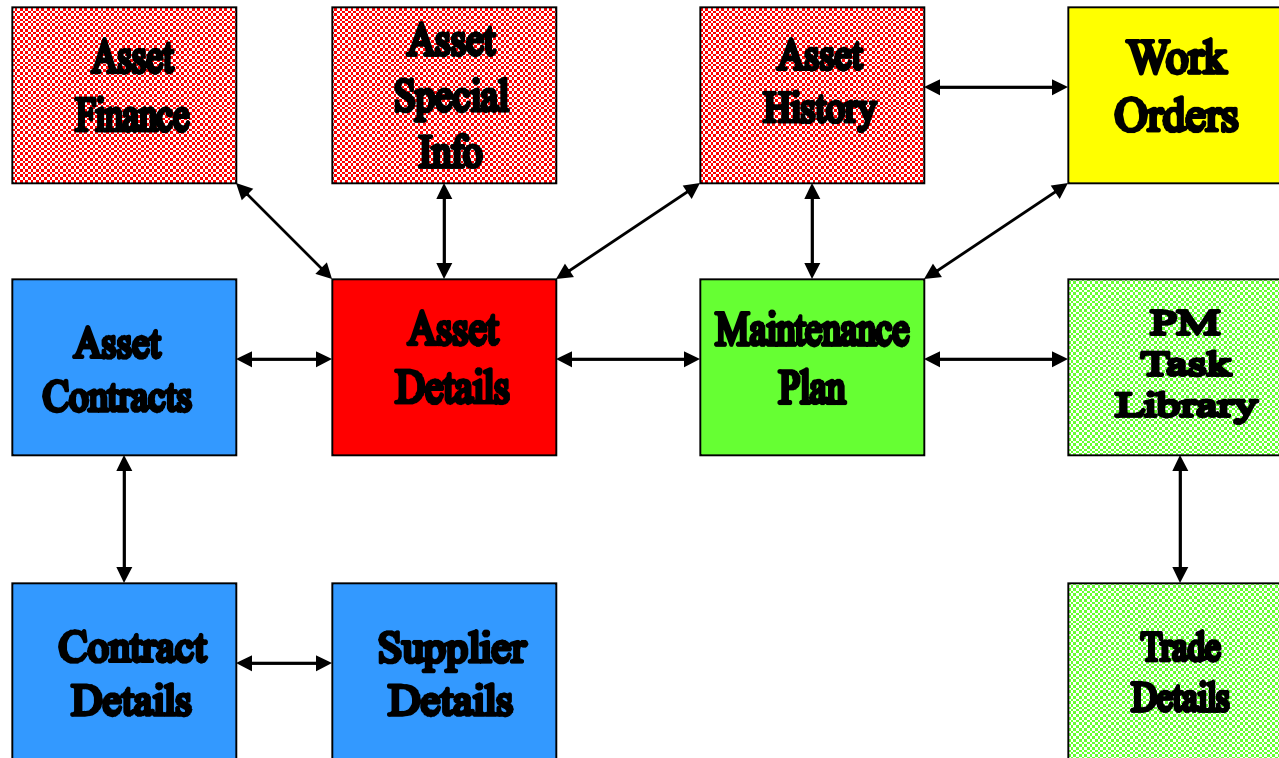 Asset
Finance
Asset
Special
Info
Asset
History
Work
Orders
Asset
Contracts
Asset
Details
Maintenance
Plan
PM
Task
Library
Contract
Details
Supplier
Details
Trade
Details